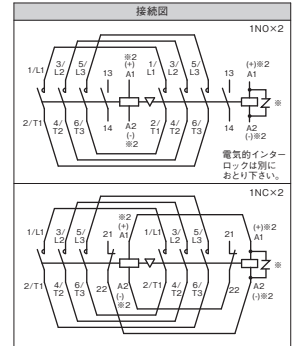 接続図
1NO×2
1/L1 3/L2 5/L3 13 ※2 (+) A1 1/L1 3/L2 5/L3 13 (+)※2 A1
※
2/T1 4/T2 6/T3 14 A2 (-) ※2 2/T1 4/T2 6/T3 14 A2 (-)※2
電気的インター
ロックは別に
おとり下さい。
1NC×2
1/L1 3/L2 5/L3 21 ※2 (+) A1 1/L1 3/L2 5/L3 21 (+)※2 A1
※
2/T1 4/T2 6/T3 22 A2 (-) ※2 2/T1 4/T2 6/T3 22 A2 (-)※2